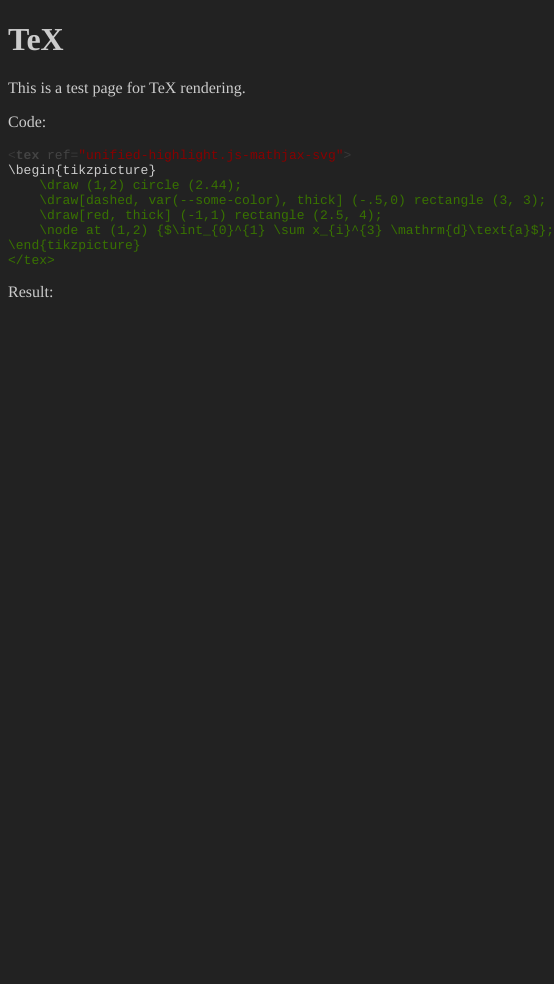 TeX
This is a test page for TeX rendering.
Code:
<tex ref="unified-highlight.js-mathjax-svg">
\begin{tikzpicture}
    \draw (1,2) circle (2.44);
    \draw[dashed, var(--some-color), thick] (-.5,0) rectangle (3, 3);
    \draw[red, thick] (-1,1) rectangle (2.5, 4);
    \node at (1,2) {$\int_{0}^{1} \sum x_{i}^{3} \mathrm{d}\text{a}$};
\end{tikzpicture}
</tex>
Result: